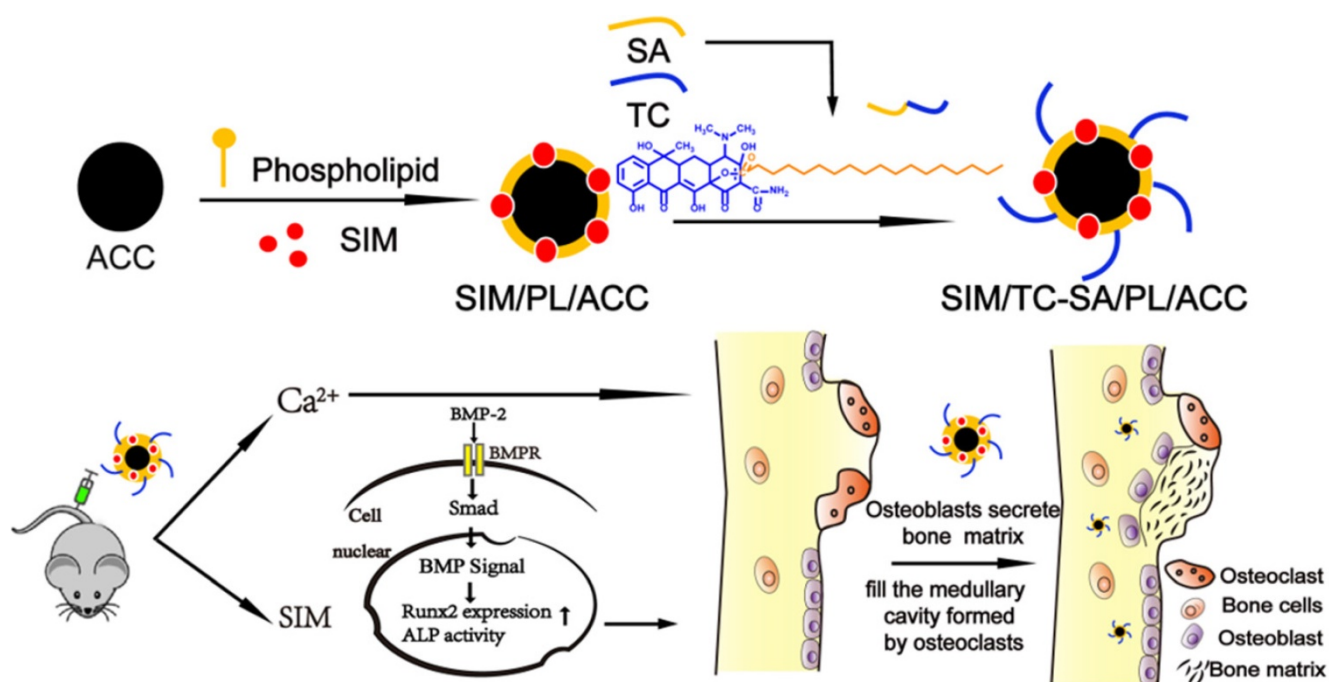 SA
TC
Phospholipid
SIM
ACC
H₃C
CH₃
N
HO
CH₃
OH
O
O
NH₂
OH
O
OH
O
O
SIM/PL/ACC
SIM/TC-SA/PL/ACC
Ca²⁺
BMP-2
BMPR
Cell
Smad
nuclear
BMP Signal
Runx2 expression ↑
ALP activity
SIM
Osteoblasts secrete
bone matrix
fill the medullary
cavity formed
by osteoclasts
Osteoclast
Bone cells
Osteoblast
Bone matrix